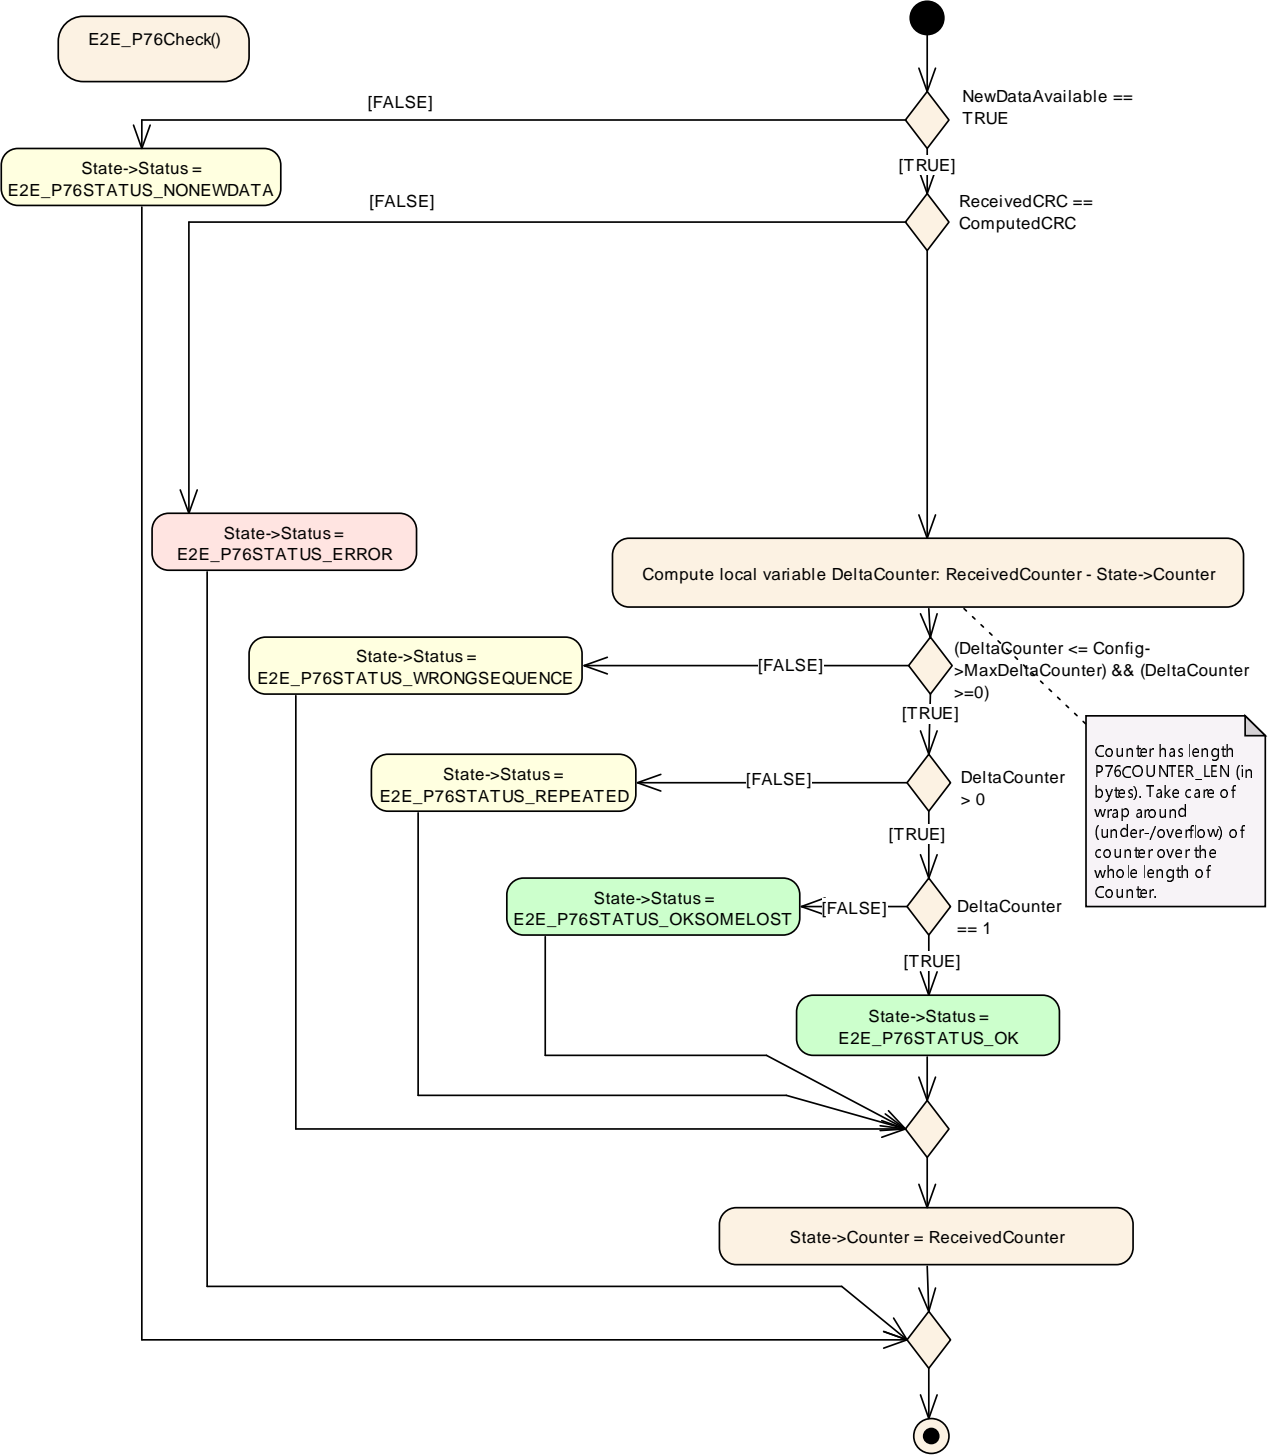 E2E_P76Check()
[FALSE]
NewDataAvailable ==
TRUE
State->Status =
E2E_P76STATUS_NONEWDATA
[TRUE]
[FALSE]
ReceivedCRC ==
ComputedCRC
State->Status =
E2E_P76STATUS_ERROR
Compute local variable DeltaCounter: ReceivedCounter - State->Counter
State->Status =
E2E_P76STATUS_WRONGSEQUENCE
[FALSE]
(DeltaCounter <= Config-
>MaxDeltaCounter) && (DeltaCounter
>=0)
[TRUE]
Counter has length
P76COUNTER_LEN (in
bytes). Take care of
wrap around
(under-/overflow) of
counter over the
whole length of
Counter.
State->Status =
E2E_P76STATUS_REPEATED
[FALSE]
DeltaCounter
> 0
[TRUE]
State->Status =
E2E_P76STATUS_OKSOMELOST
[FALSE]
DeltaCounter
== 1
[TRUE]
State->Status =
E2E_P76STATUS_OK
State->Counter = ReceivedCounter